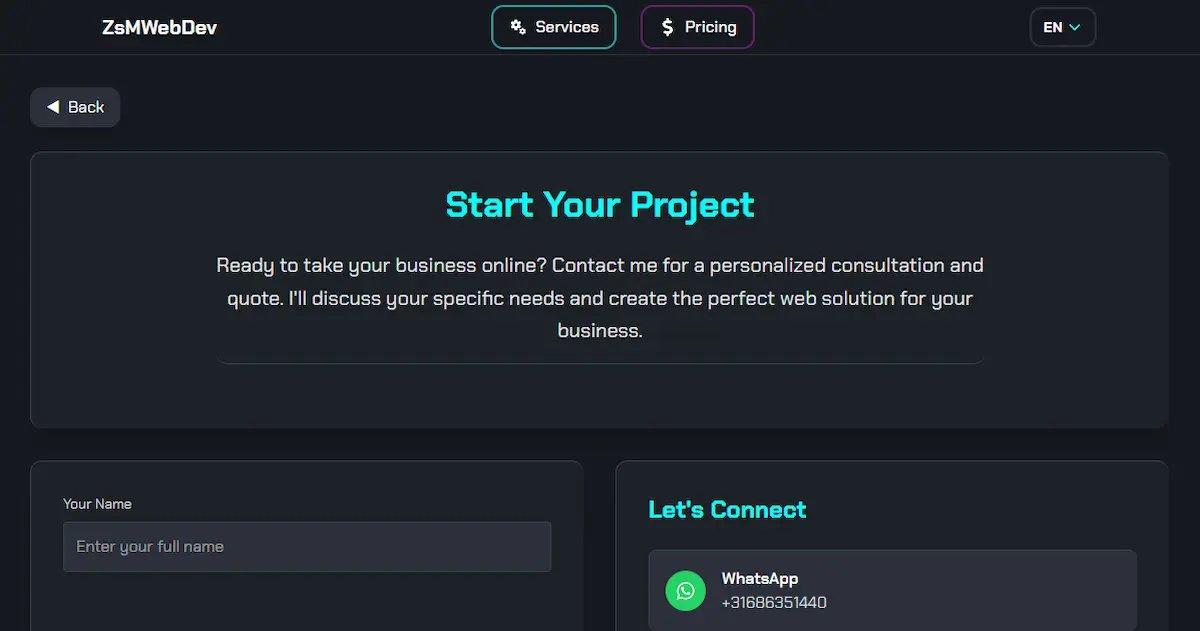 ZsMWebDev
Services
Pricing
EN
Back
Start Your Project
Ready to take your business online? Contact me for a personalized consultation and
quote. I'll discuss your specific needs and create the perfect web solution for your
business.
Your Name
Enter your full name
Let's Connect
WhatsApp
+31686351440